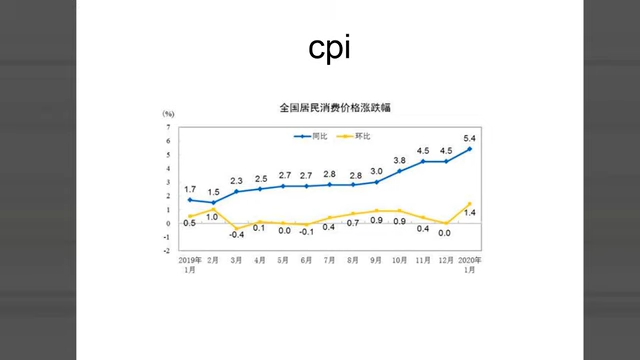 cpi
全国居民消费价格涨跌幅
(%)
同比 环比
7
6
5
4
3
2
1
0
-1
-2
1.7 1.5 2.3 2.5 2.7 2.7 2.8 2.8 3.0 3.8 4.5 4.5 5.4
0.5 1.0 -0.4 0.1 0.0 -0.1 0.4 0.7 0.9 0.9 0.4 0.0 1.4
2019年 2月 3月 4月 5月 6月 7月 8月 9月 10月 11月 12月 2020年
1月 1月